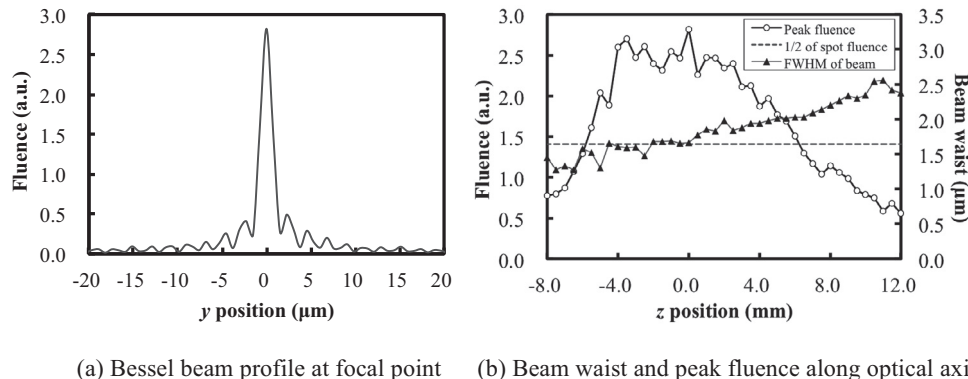 3.0
2.5
2.0
1.5
1.0
0.5
0.0
Fluence (a.u.)
-20 -15 -10 -5 0 5 10 15 20
y position (μm)
(a) Bessel beam profile at focal point
3.0
2.5
2.0
1.5
1.0
0.5
0.0
Fluence (a.u.)
Peak fluence
1/2 of spot fluence
FWHM of beam
3.5
3.0
2.5
2.0
1.5
1.0
0.5
0.0
Beam waist (μm)
-8.0 -4.0 0.0 4.0 8.0 12.0
z position (mm)
(b) Beam waist and peak fluence along optical axi